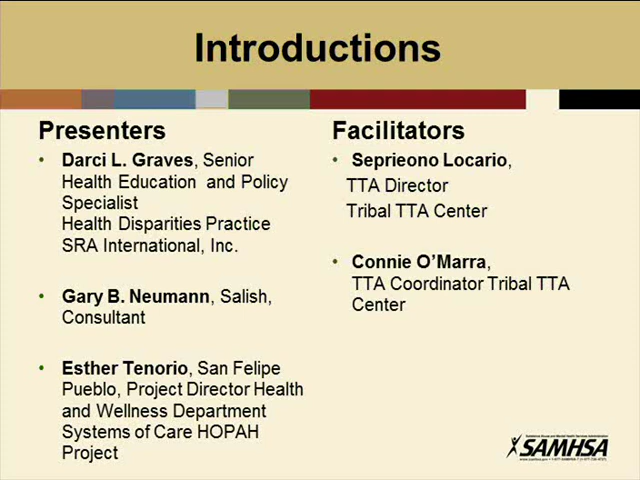 Introductions
Presenters
• Darci L. Graves, Senior
Health Education and Policy
Specialist
Health Disparities Practice
SRA International, Inc.
• Gary B. Neumann, Salish,
Consultant
• Esther Tenorio, San Felipe
Pueblo, Project Director Health
and Wellness Department
Systems of Care HOPAH
Project
Facilitators
• Seprieono Locario,
TTA Director
Tribal TTA Center
• Connie O’Marra,
TTA Coordinator Tribal TTA
Center
SAMHSA